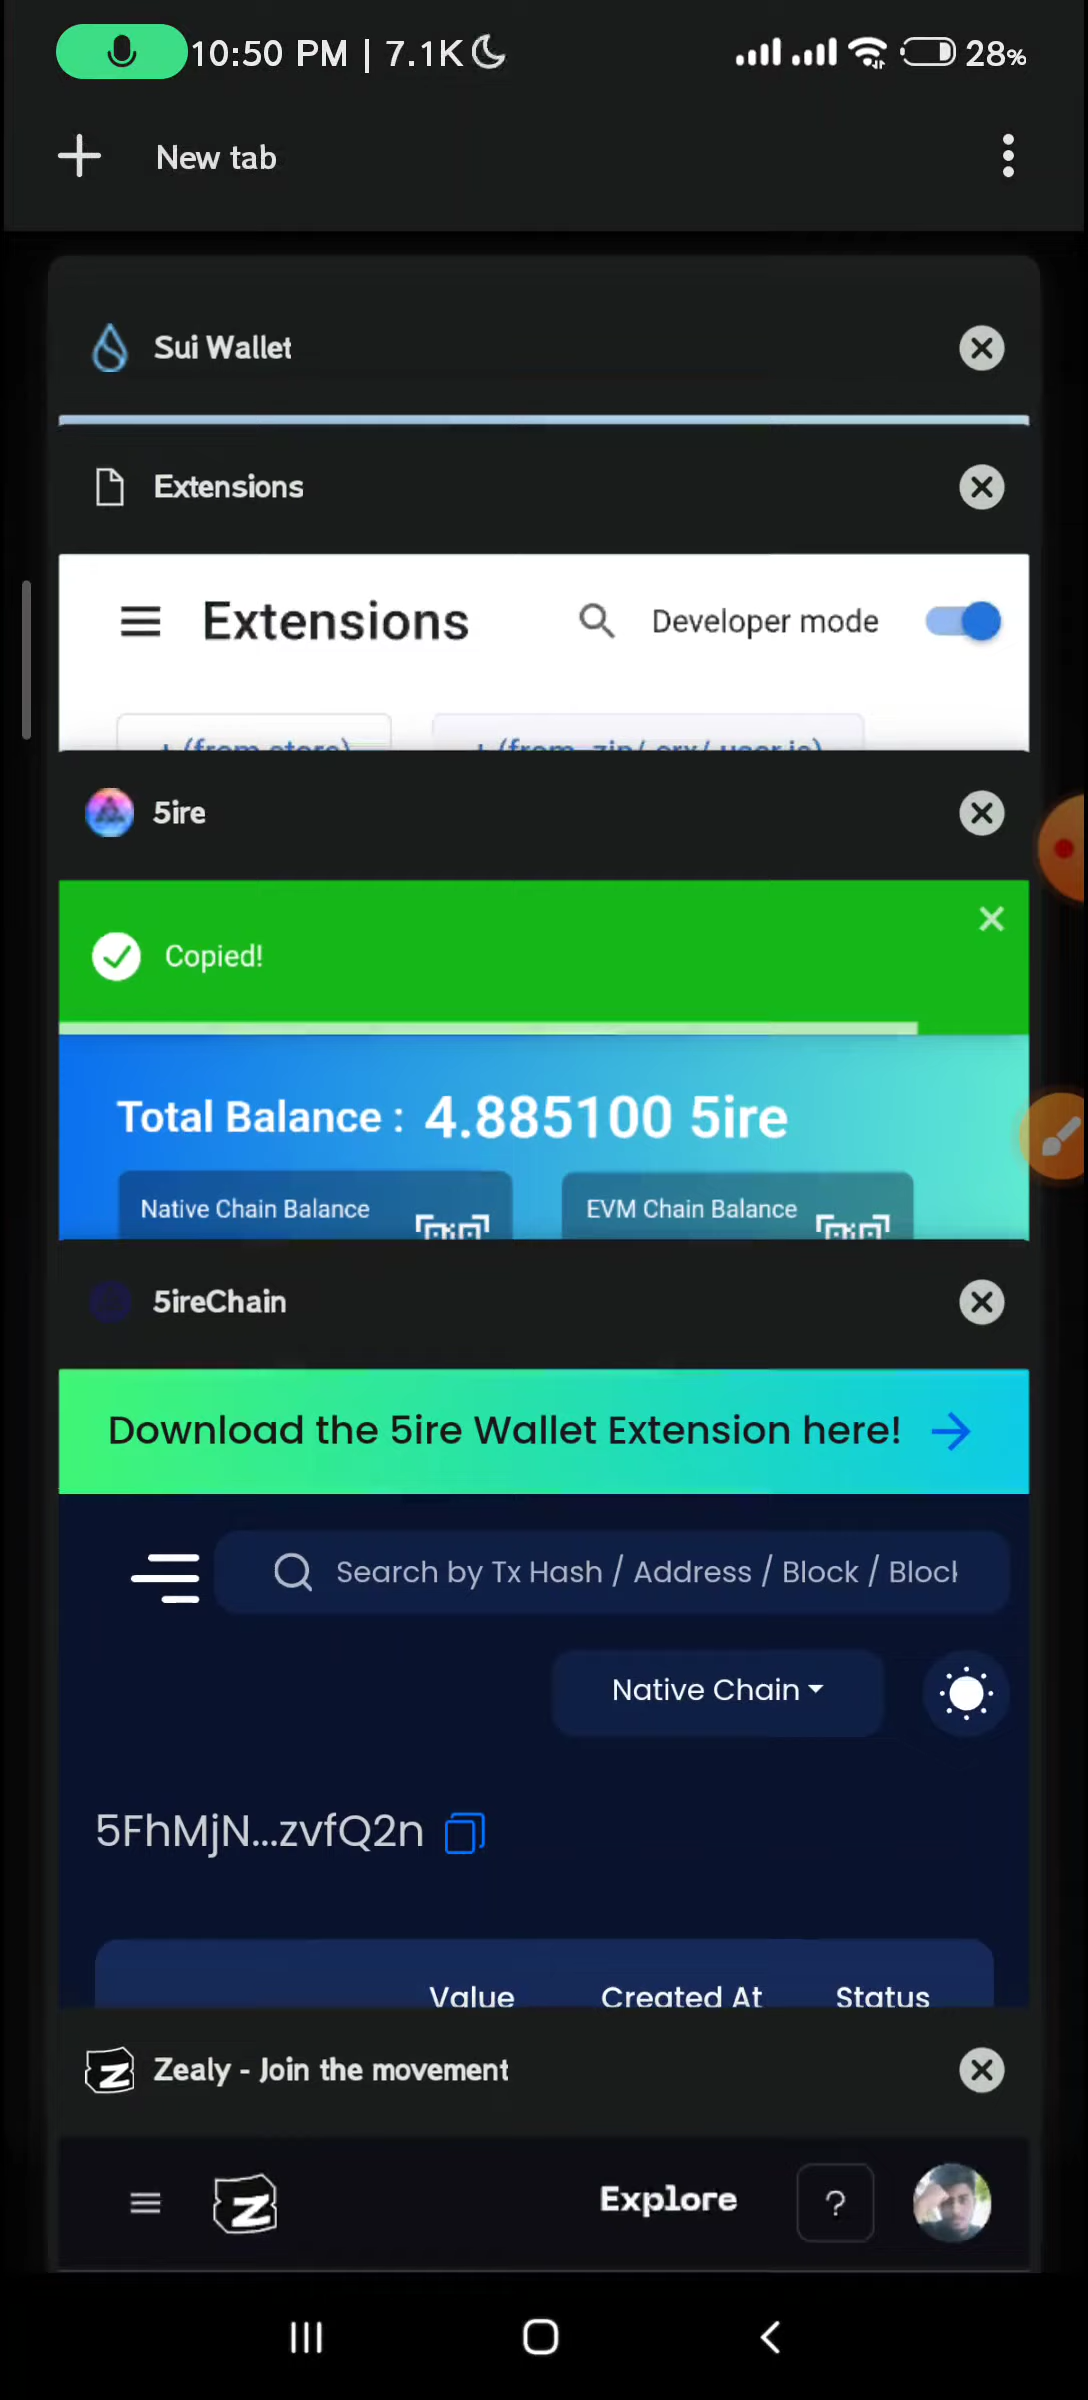 10:50 PM | 7.1K
28%
New tab
Sui Wallet
Extensions
Extensions
Developer mode
+ (from store)
+ (from .zip/.crx/.user.js)
5ire
Copied!
Total Balance : 4.885100 5ire
Native Chain Balance
EVM Chain Balance
5ireChain
Download the 5ire Wallet Extension here!
Search by Tx Hash / Address / Block / Block
Native Chain
5FhMjN...zvfQ2n
Value
Created At
Status
Zealy - Join the movement
Explore
?